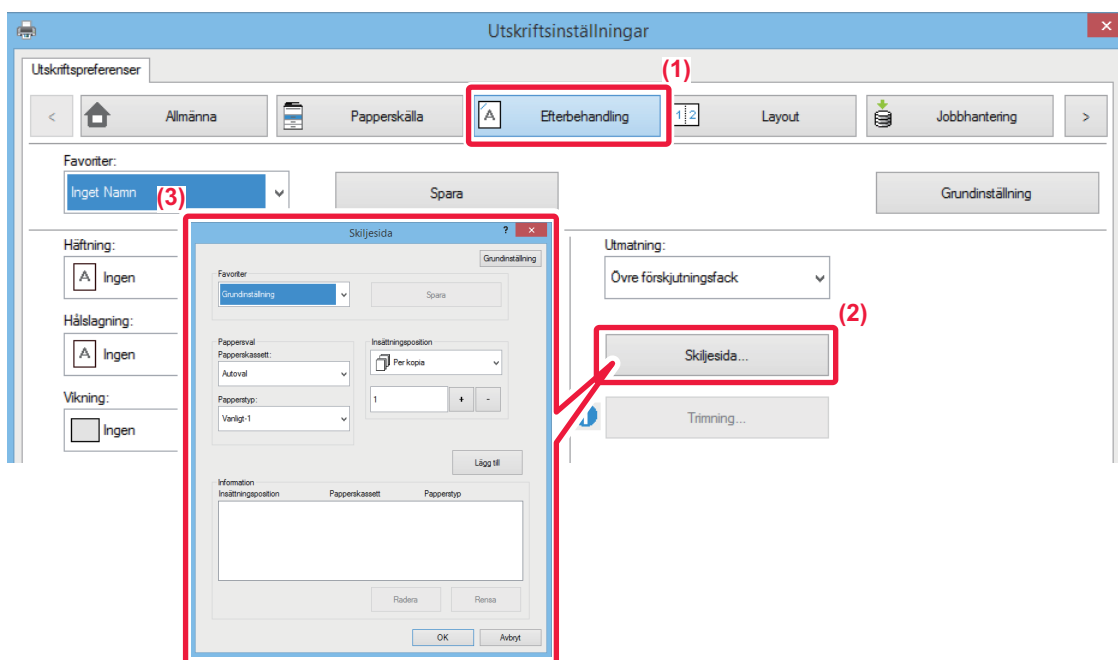 Utskriftsinställningar
Utskriftspreferenser
(1)
< Allmänna Papperskälla A Efterbehandling 1 2 Layout Jobbhantering >
Favoriter:
Inget Namn Spara Grundinställning
(3)
Häftning:
A Ingen
Hålslagning:
A Ingen
Vikning:
Ingen
Skiljesida ?
Grundinställning
Favoriter
Grundinställning Spara
Pappersval
Papperskassett:
Autoval
Papperstyp:
Vanligt-1
Insättningsposition
Per kopia
1 + -
Lägg till
Information
Insättningsposition Papperskassett Papperstyp
Radera Rensa
OK Avbryt
Utmatning:
Övre förskjutningsfack
(2)
Skiljesida...
Trimning...